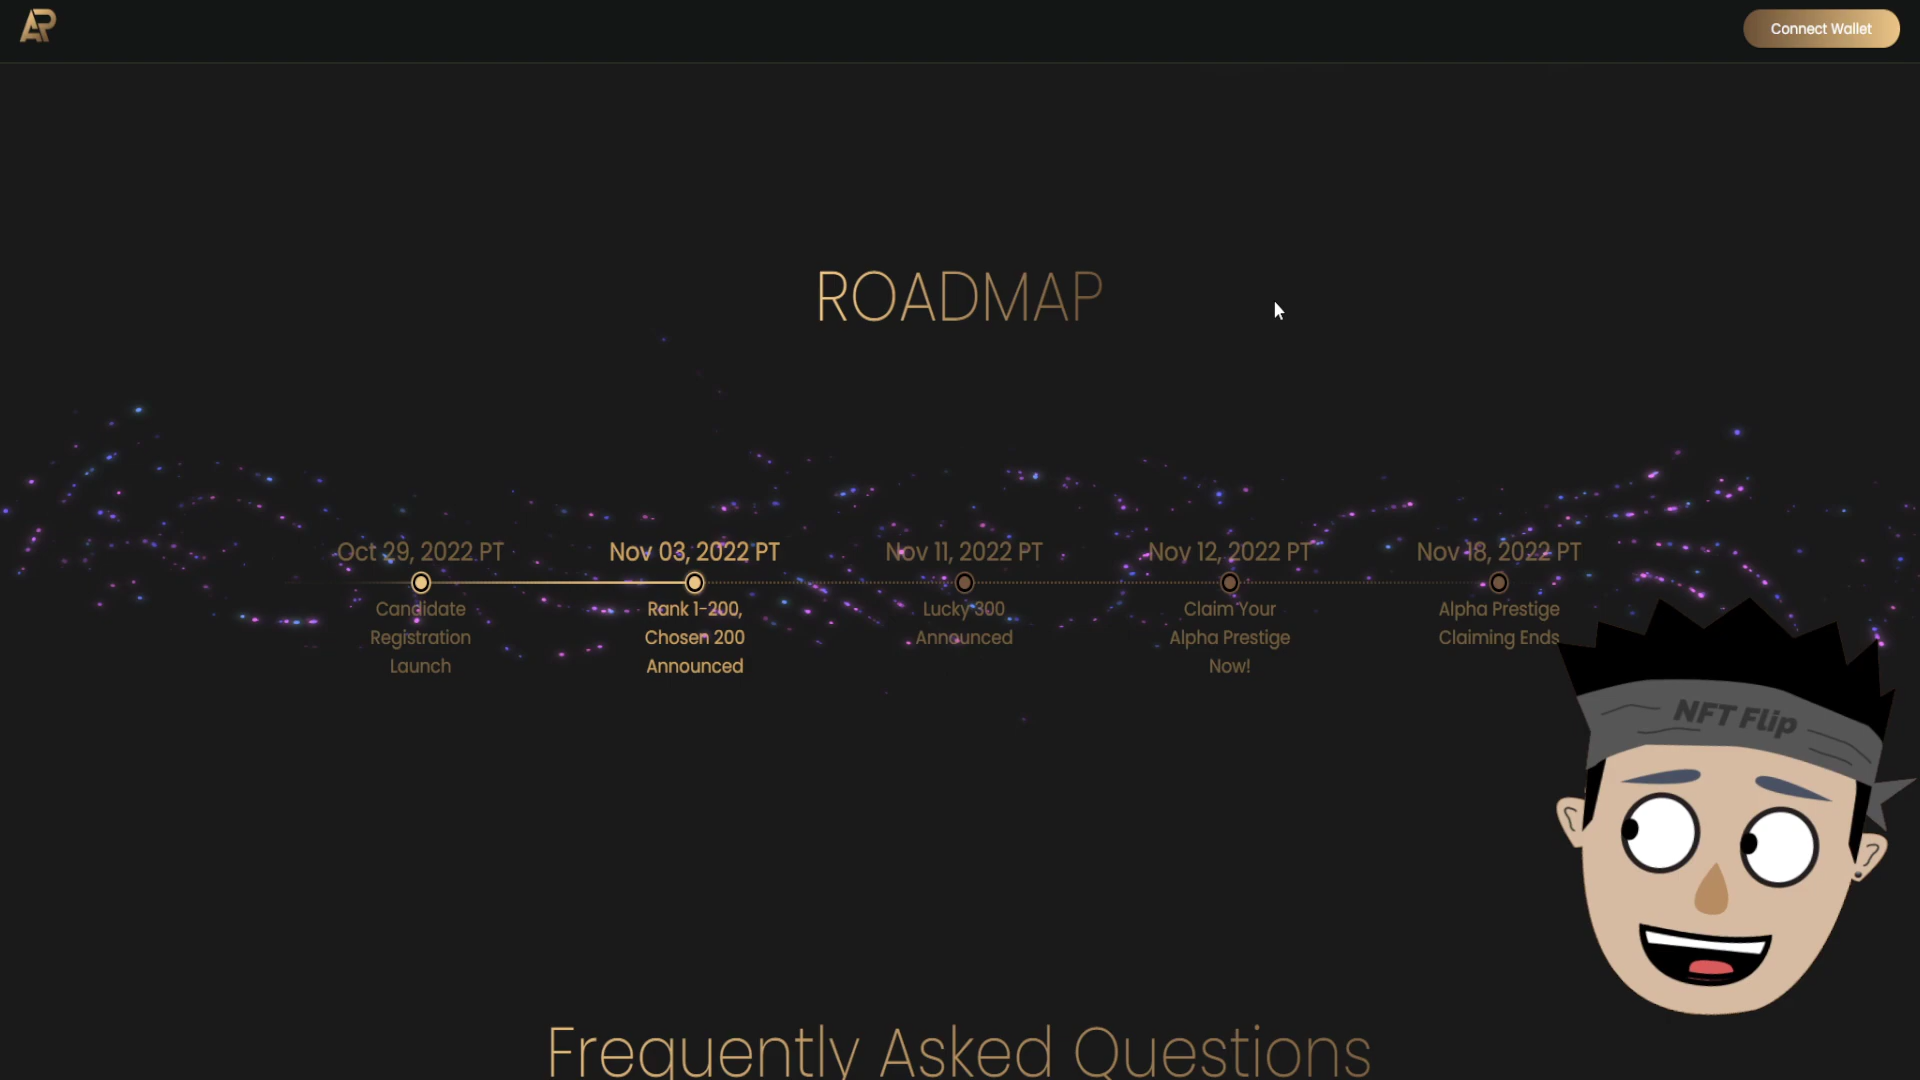 AP
Connect Wallet
ROADMAP
Oct 29, 2022 PT
Candidate
Registration
Launch
Nov 03, 2022 PT
Rank 1-200,
Chosen 200
Announced
Nov 11, 2022 PT
Lucky 300
Announced
Nov 12, 2022 PT
Claim Your
Alpha Prestige
Now!
Nov 18, 2022 PT
Alpha Prestige
Claiming Ends
NFT Flip
Frequently Asked Questions